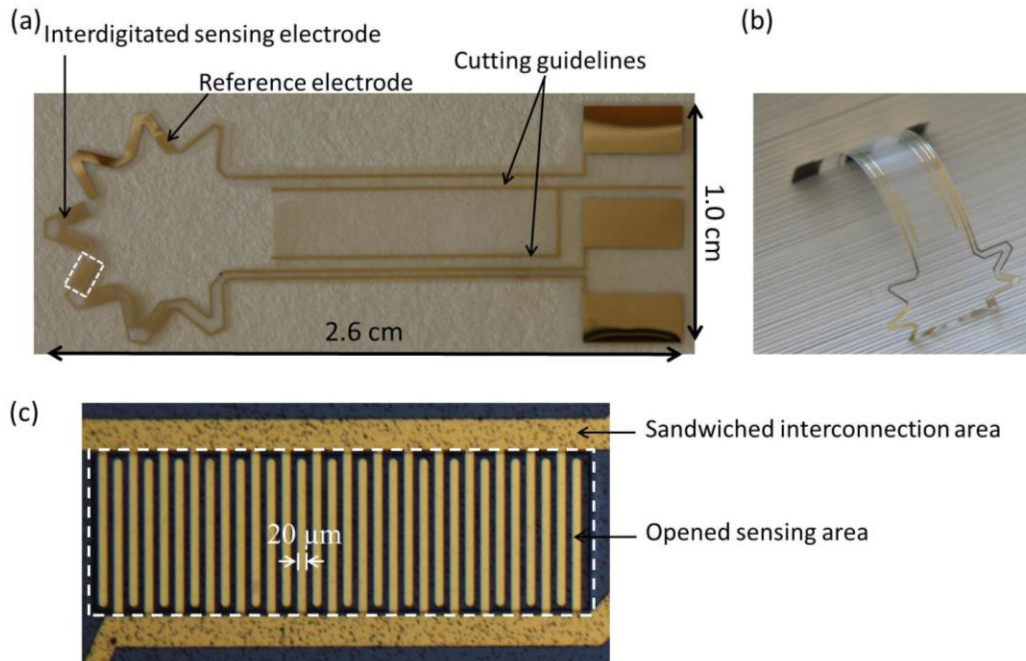 (a)
Interdigitated sensing electrode
Reference electrode
Cutting guidelines
1.0 cm
2.6 cm
(b)
(c)
Sandwiched interconnection area
20 µm
Opened sensing area